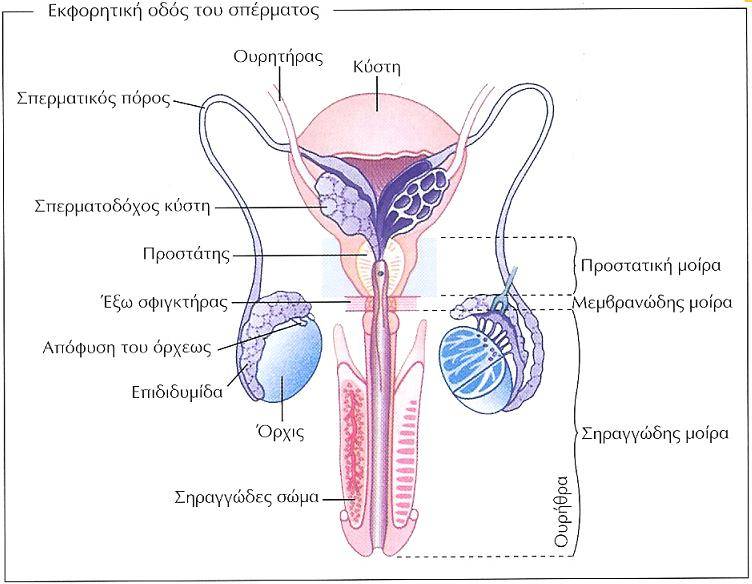 Εκφορητική οδός του σπέρματος
Ουρητήρας
Κύστη
Σπερματικός πόρος
Σπερματοδόχος κύστη
Προστάτης
Έξω σφιγκτήρας
Απόφυση του όρχεως
Επιδιδυμίδα
Όρχις
Σηραγγώδες σώμα
Προστατική μοίρα
Μεμβρανώδης μοίρα
Σηραγγώδης μοίρα
Ουρήθρα